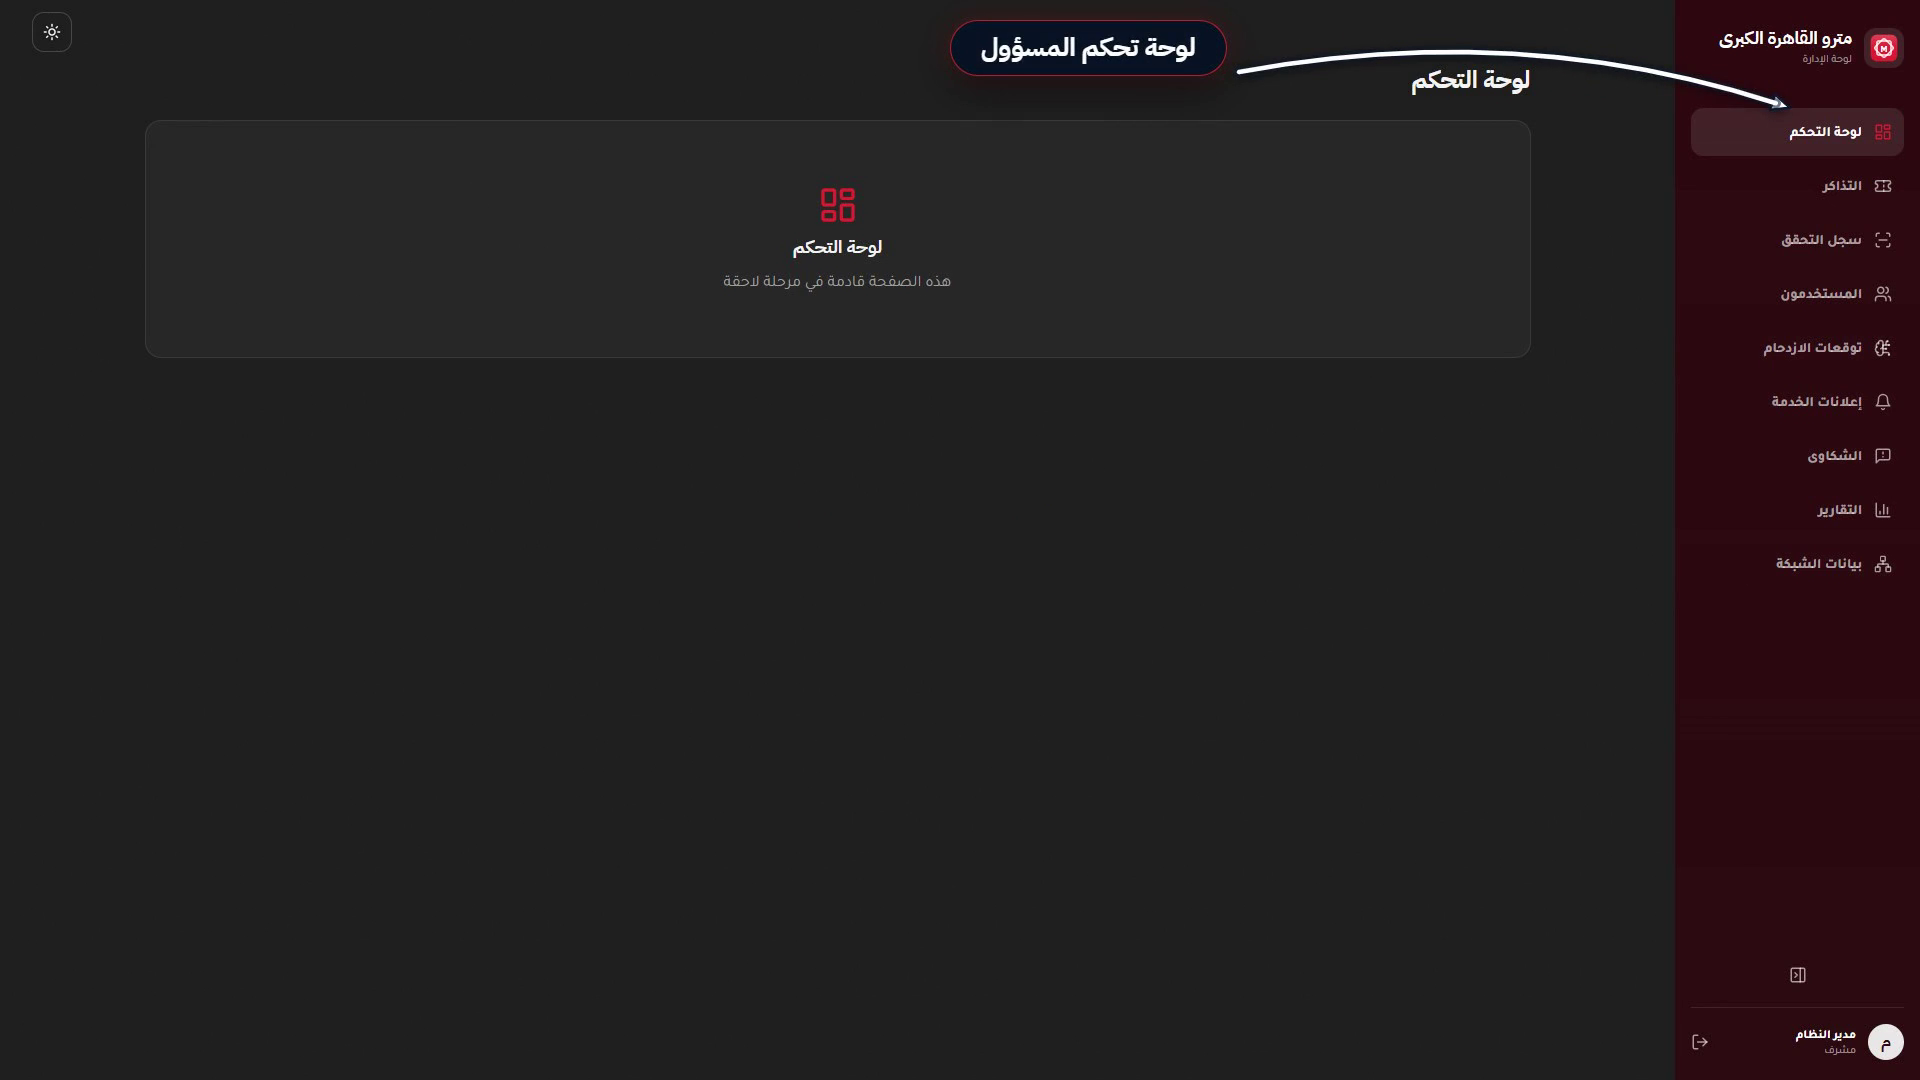 مترو القاهرة الكبرى
لوحة الإدارة
لوحة تحكم المسؤول
لوحة التحكم
لوحة التحكم
هذه الصفحة قادمة في مرحلة لاحقة
لوحة التحكم
التذاكر
سجل التحقق
المستخدمون
توقعات الازدحام
إعلانات الخدمة
الشكاوى
التقارير
بيانات الشبكة
م
مدير النظام
مشرف